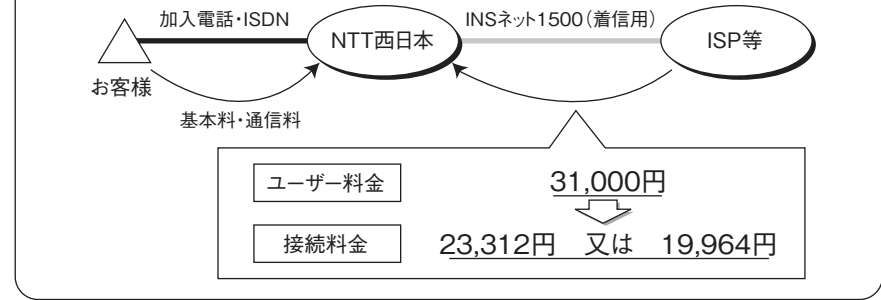 加入電話・ISDN
INSネット1500（着信用）
NTT西日本
ISP等
お客様
基本料・通信料
ユーザー料金
31,000円
接続料金
23,312円 又は 19,964円